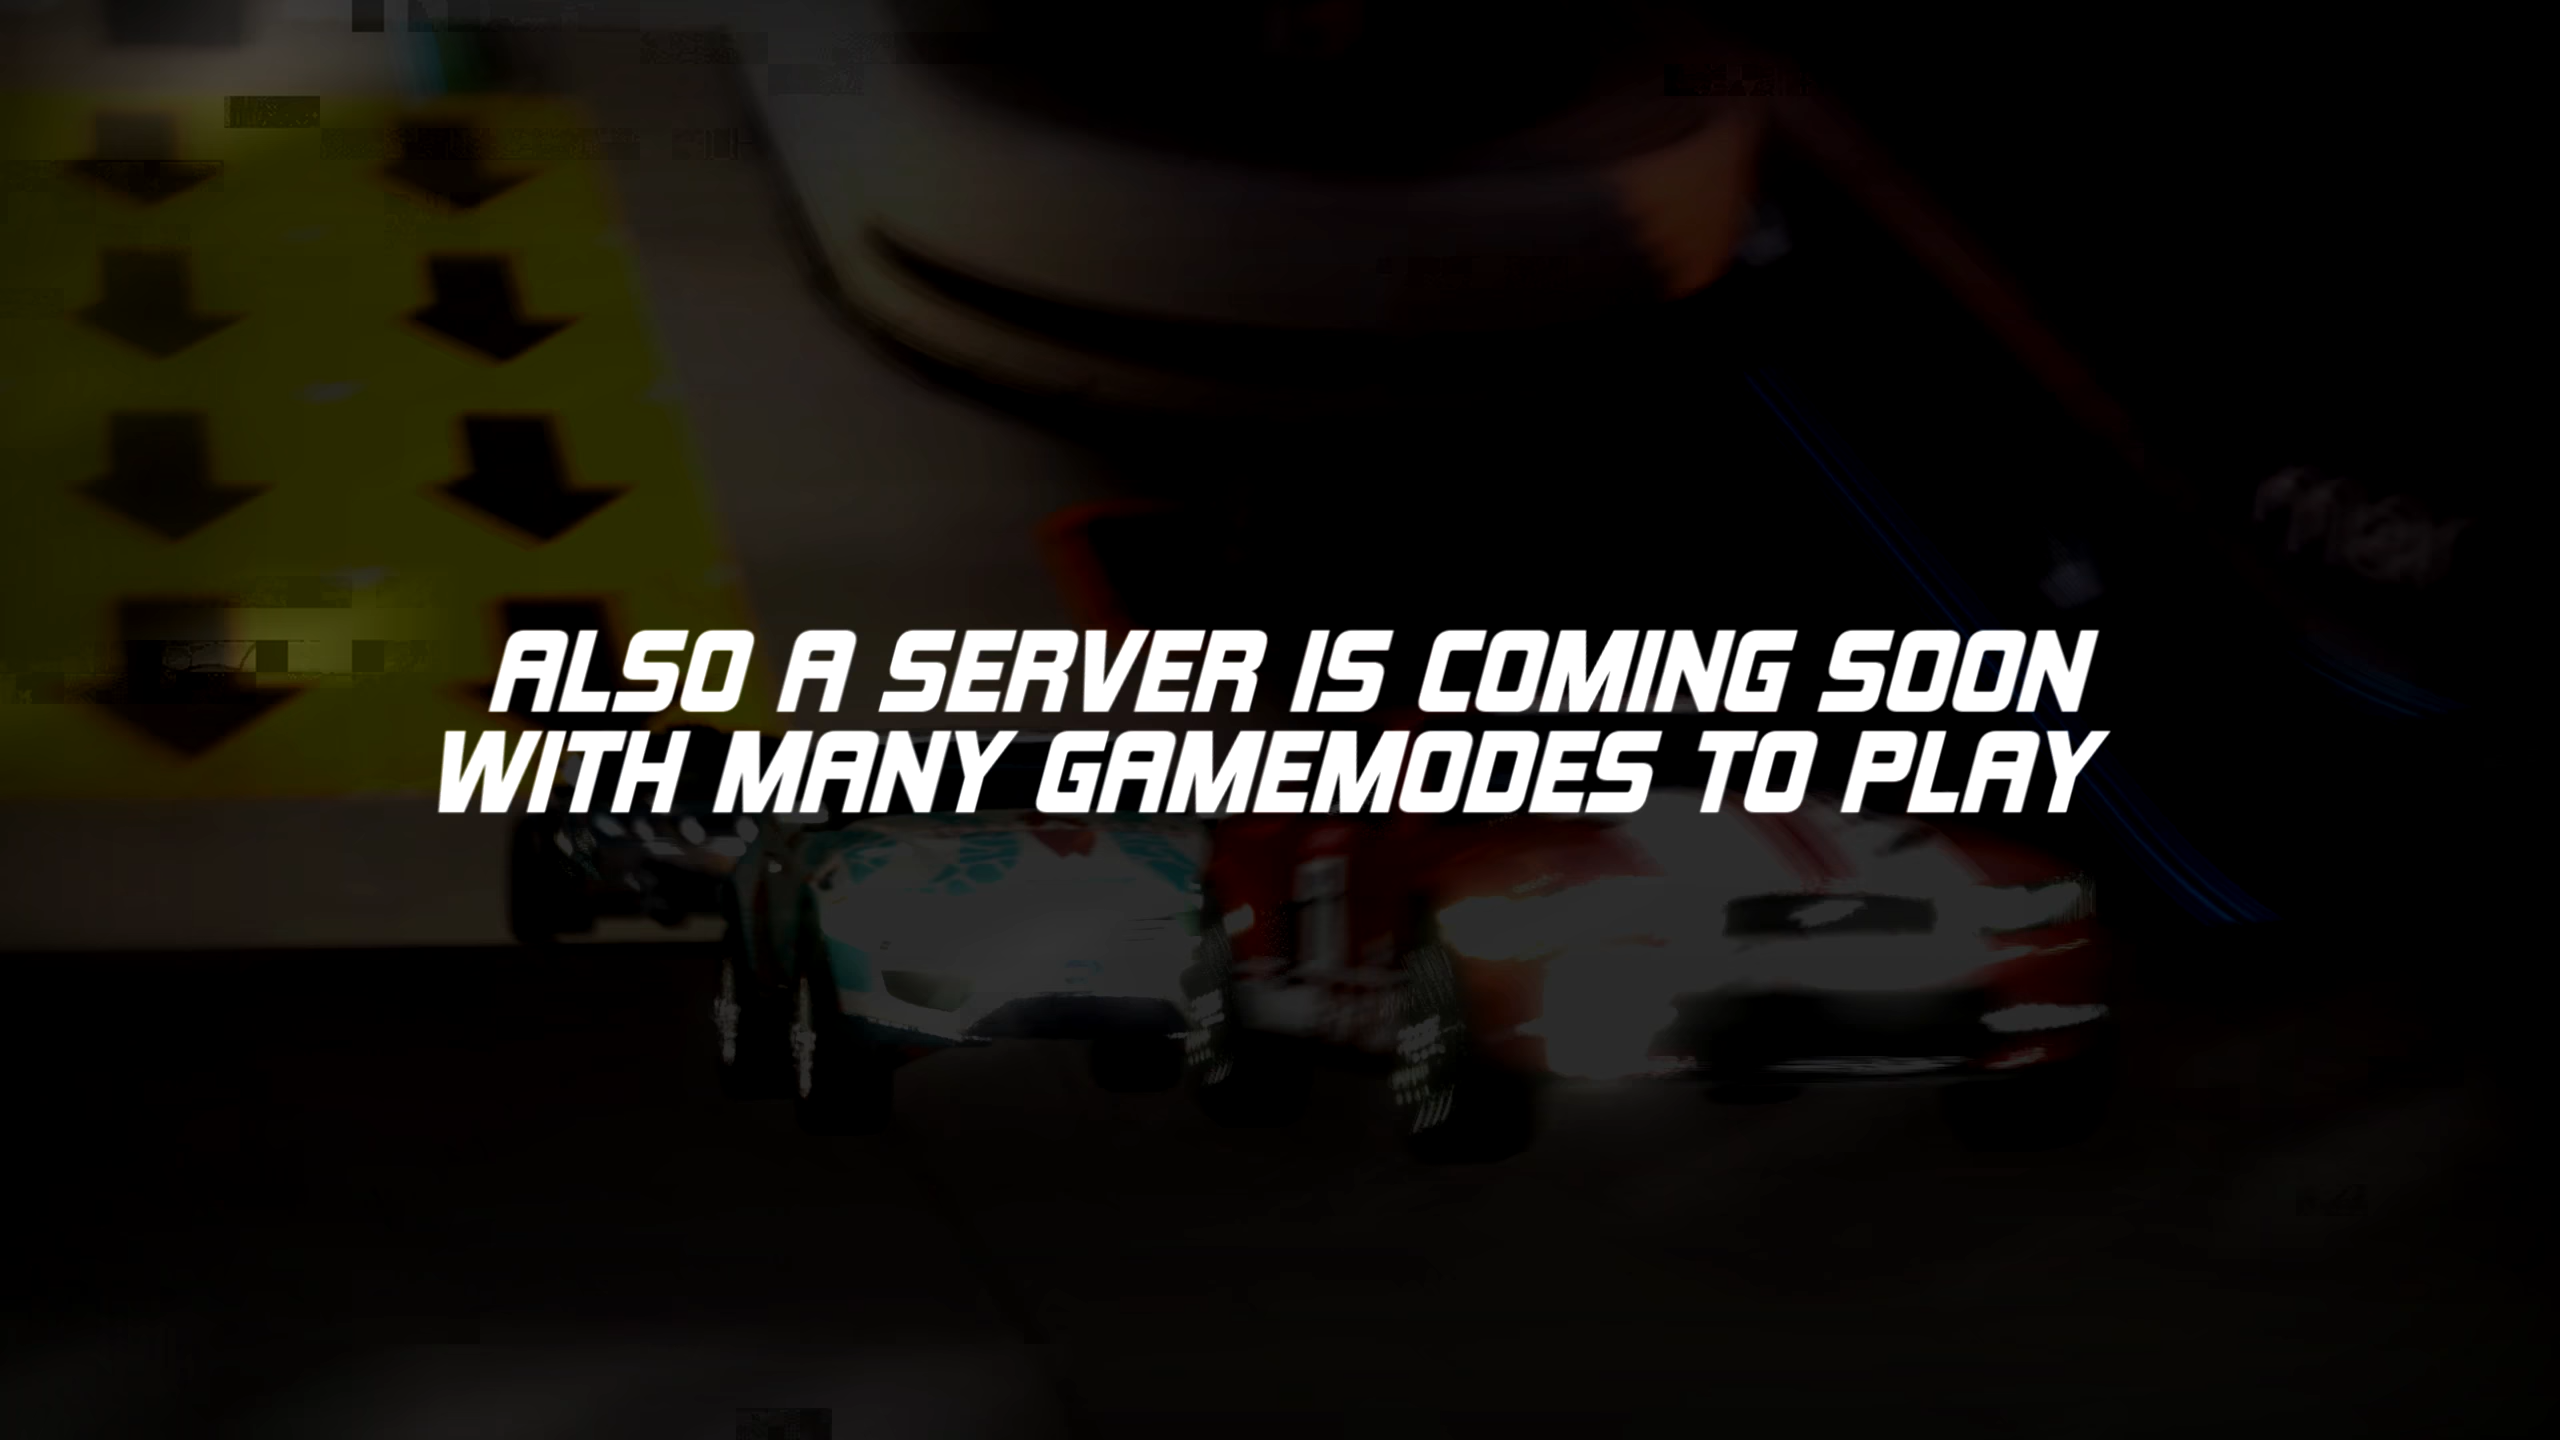 ALSO A SERVER IS COMING SOON
WITH MANY GAMEMODES TO PLAY